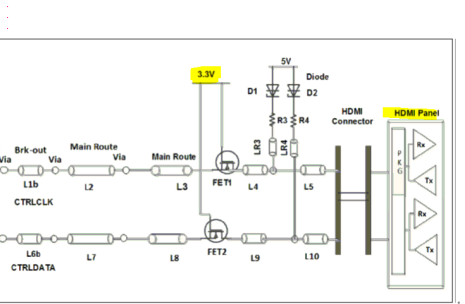 5V
3.3V
Diode
D1
D2
HDMI
Connector
HDMI Panel
R3
R4
Brk-out
Main Route
Via
Via
Via
Main Route
LR3
LR4
PKG
Rx
L1b
L2
L3
FET1
L4
L5
Tx
CTRLCLK
Rx
FET2
Tx
L6b
L7
L8
L9
L10
CTRLDATA